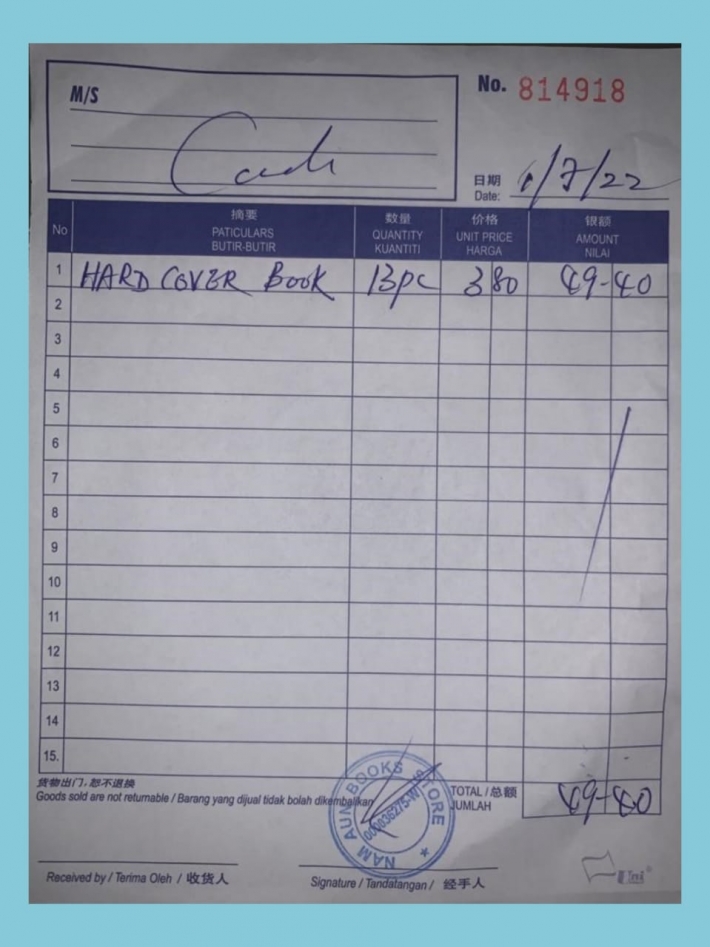 No. 814918
M/S
Cash
日期
Date: 1/7/22
No
摘要
PATICULARS
BUTIR-BUTIR
数量
QUANTITY
KUANTITI
价格
UNIT PRICE
HARGA
银额
AMOUNT
NILAI
1 HARD COVER Book 13pc 3 80 49-40
2
3
4
5
6
7
8
9
10
11
12
13
14
15.
货物出门,恕不退换
Goods sold are not returnable / Barang yang dijual tidak bolah dikembalikan
TOTAL / 总额
JUMLAH
49-40
NAM AUN BOOKS STORE
Received by / Terima Oleh / 收货人
Signature / Tandatangan / 经手人
Uni